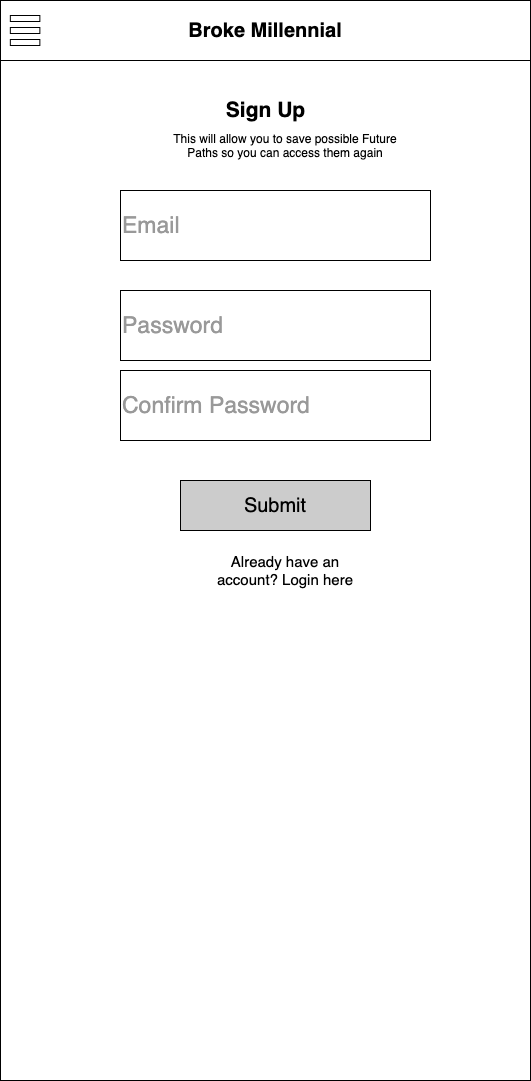 Broke Millennial
Sign Up
This will allow you to save possible Future
Paths so you can access them again
Email
Password
Confirm Password
Submit
Already have an
account? Login here